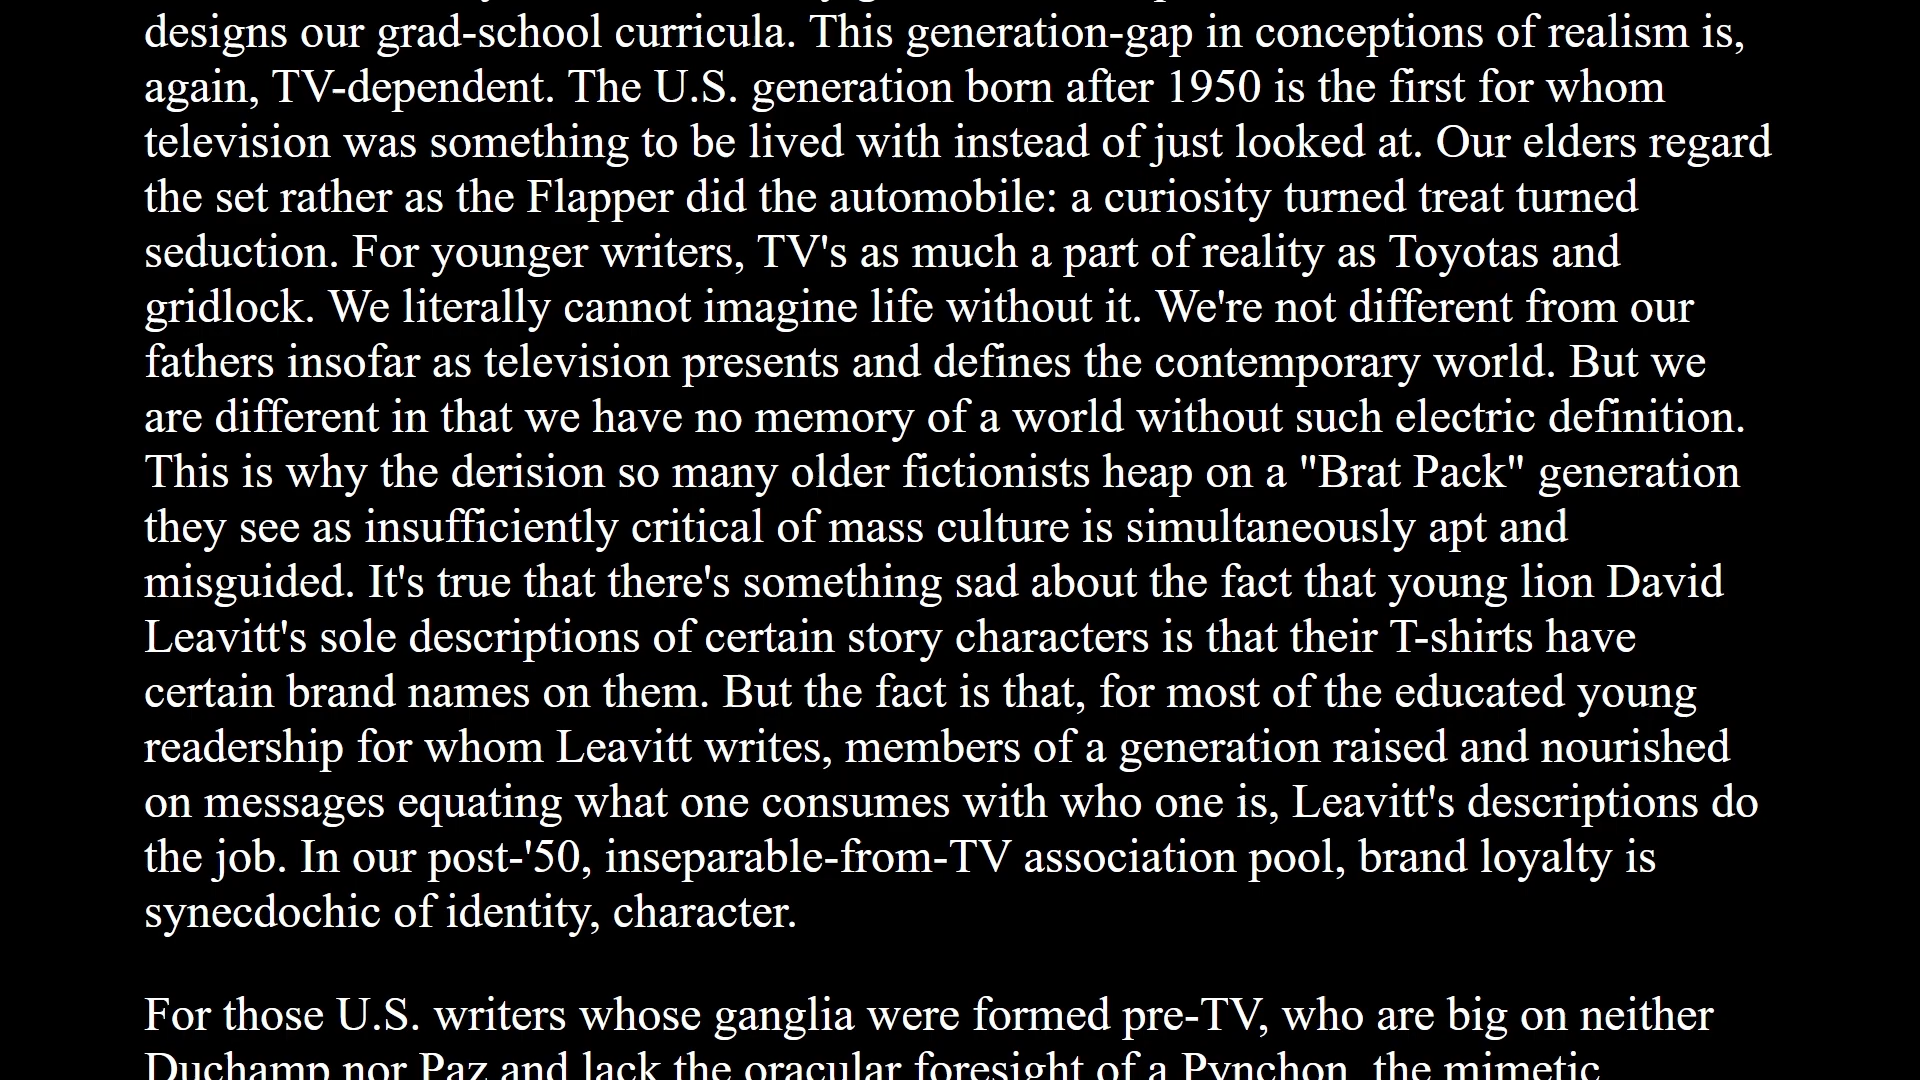 designs our grad-school curricula. This generation-gap in conceptions of realism is,
again, TV-dependent. The U.S. generation born after 1950 is the first for whom
television was something to be lived with instead of just looked at. Our elders regard
the set rather as the Flapper did the automobile: a curiosity turned treat turned
seduction. For younger writers, TV's as much a part of reality as Toyotas and
gridlock. We literally cannot imagine life without it. We're not different from our
fathers insofar as television presents and defines the contemporary world. But we
are different in that we have no memory of a world without such electric definition.
This is why the derision so many older fictionists heap on a "Brat Pack" generation
they see as insufficiently critical of mass culture is simultaneously apt and
misguided. It's true that there's something sad about the fact that young lion David
Leavitt's sole descriptions of certain story characters is that their T-shirts have
certain brand names on them. But the fact is that, for most of the educated young
readership for whom Leavitt writes, members of a generation raised and nourished
on messages equating what one consumes with who one is, Leavitt's descriptions do
the job. In our post-'50, inseparable-from-TV association pool, brand loyalty is
synecdochic of identity, character.
For those U.S. writers whose ganglia were formed pre-TV, who are big on neither
Duchamp nor Paz and lack the oracular foresight of a Pynchon, the mimetic